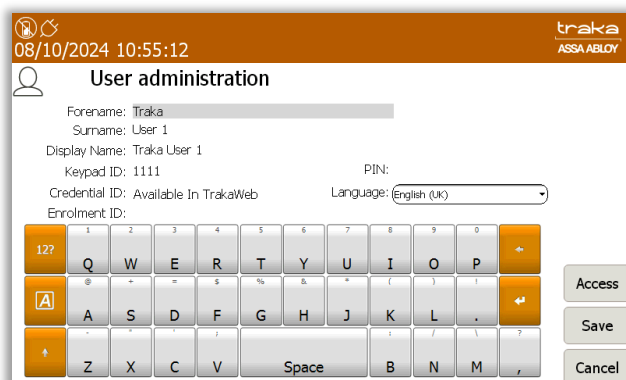 08/10/2024 10:55:12
traka
ASSA ABLOY
User administration
Forename: Traka
Surname: User 1
Display Name: Traka User 1
Keypad ID: 1111
PIN:
Credential ID: Available In TrakaWeb
Language: English (UK)
Enrolment ID:
12?
1 2 3 4 5 6 7 8 9 0
Q W E R T Y U I O P
@ + = $ % & * ( ) !
A S D F G H J K L .
- " ' ; : / \ ?
Z X C V Space B N M ,
Access
Save
Cancel